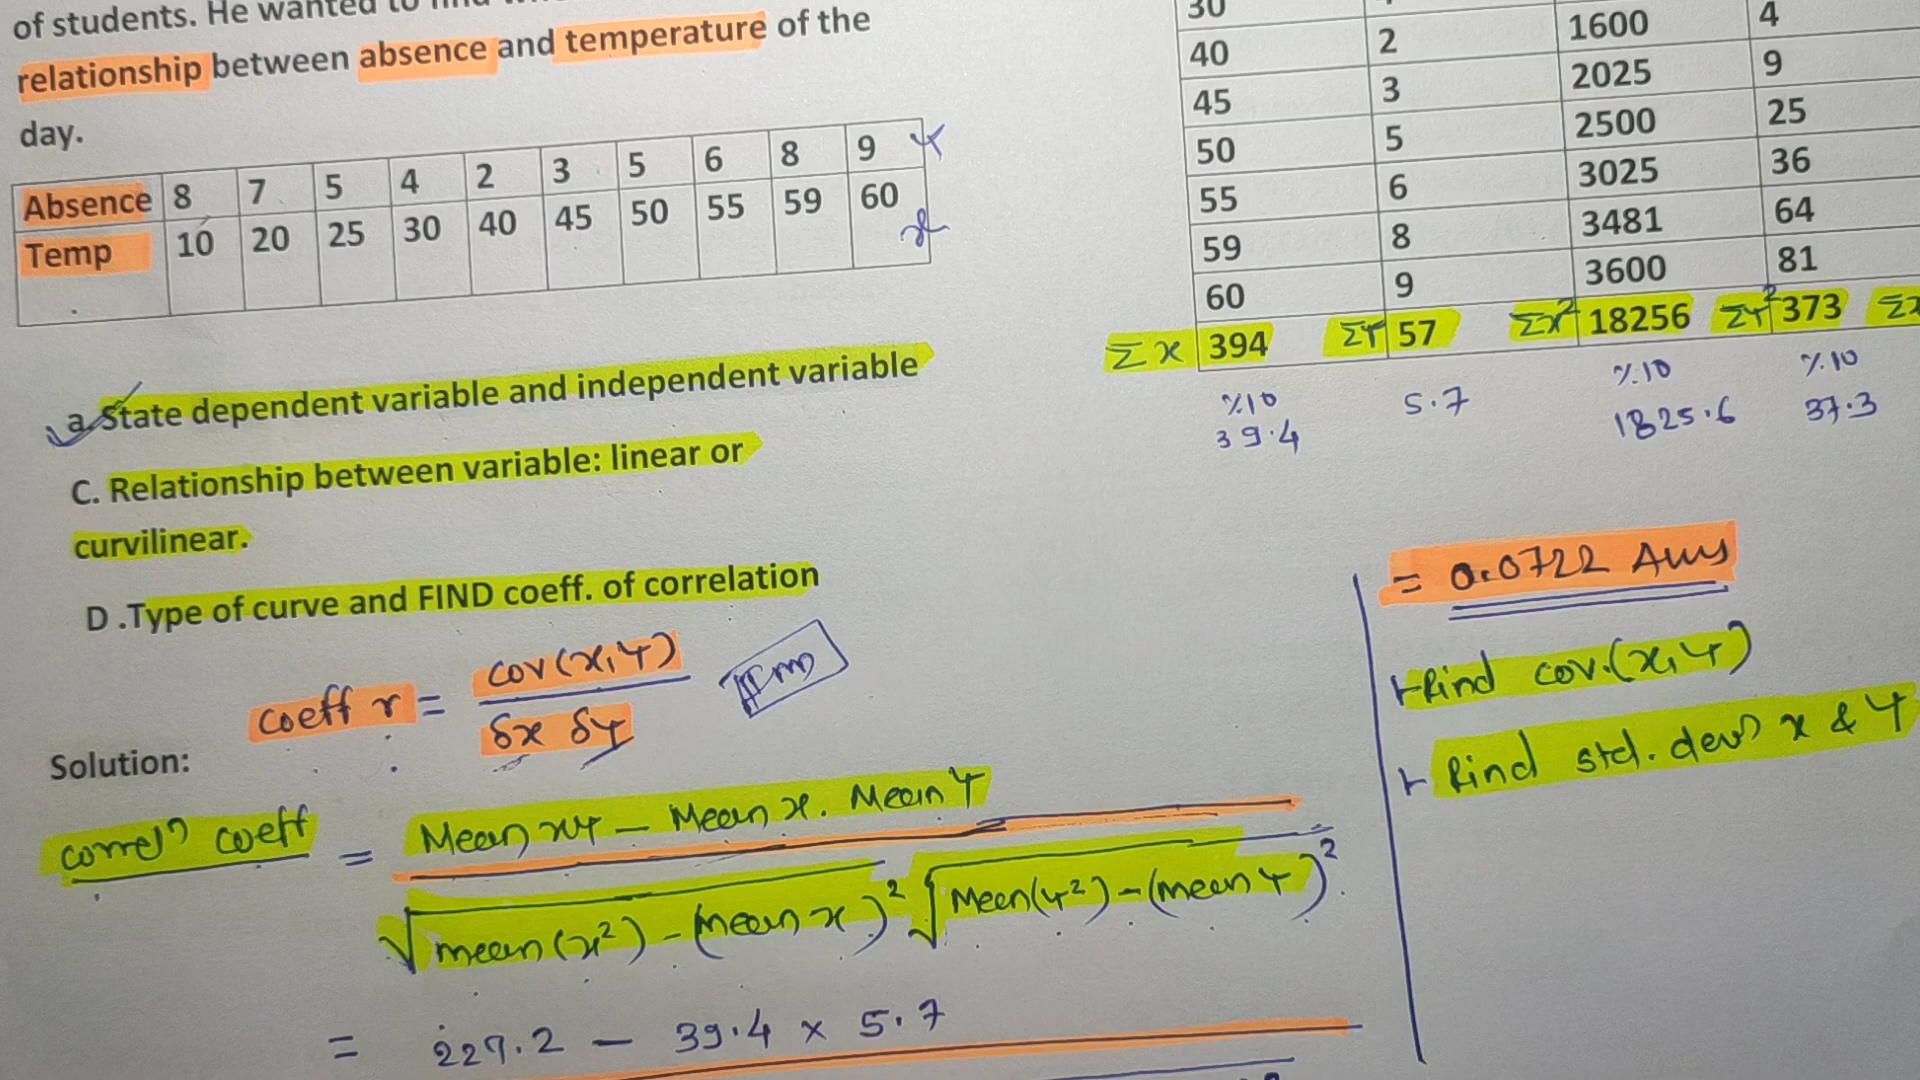 of students. He wanted to
relationship between absence and temperature of the
day.
Absence 8 7 5 4 2 3 5 6 8 9 Y
Temp 10 20 25 30 40 45 50 55 59 60 x
a. State dependent variable and independent variable
C. Relationship between variable: linear or
curvilinear.
D .Type of curve and FIND coeff. of correlation
coeff r = cov(x,Y)
δx δy
Solution:
correlⁿ coeff = Mean xy – Mean x. Mean Y
√mean(x²) – (mean x)² √Mean(y²) – (mean Y)².
= 227.2 – 39.4 x 5.7
30
40 2 1600 4
45 3 2025 9
50 5 2500 25
55 6 3025 36
59 8 3481 64
60 9 3600 81
Σx 394 ΣY 57 Σx² 18256 ΣY² 373
%10 %10 %10
39.4 5.7 1825.6 37.3
= 0.0722 Ans
find cov.(x,Y)
find std. devⁿ x & Y